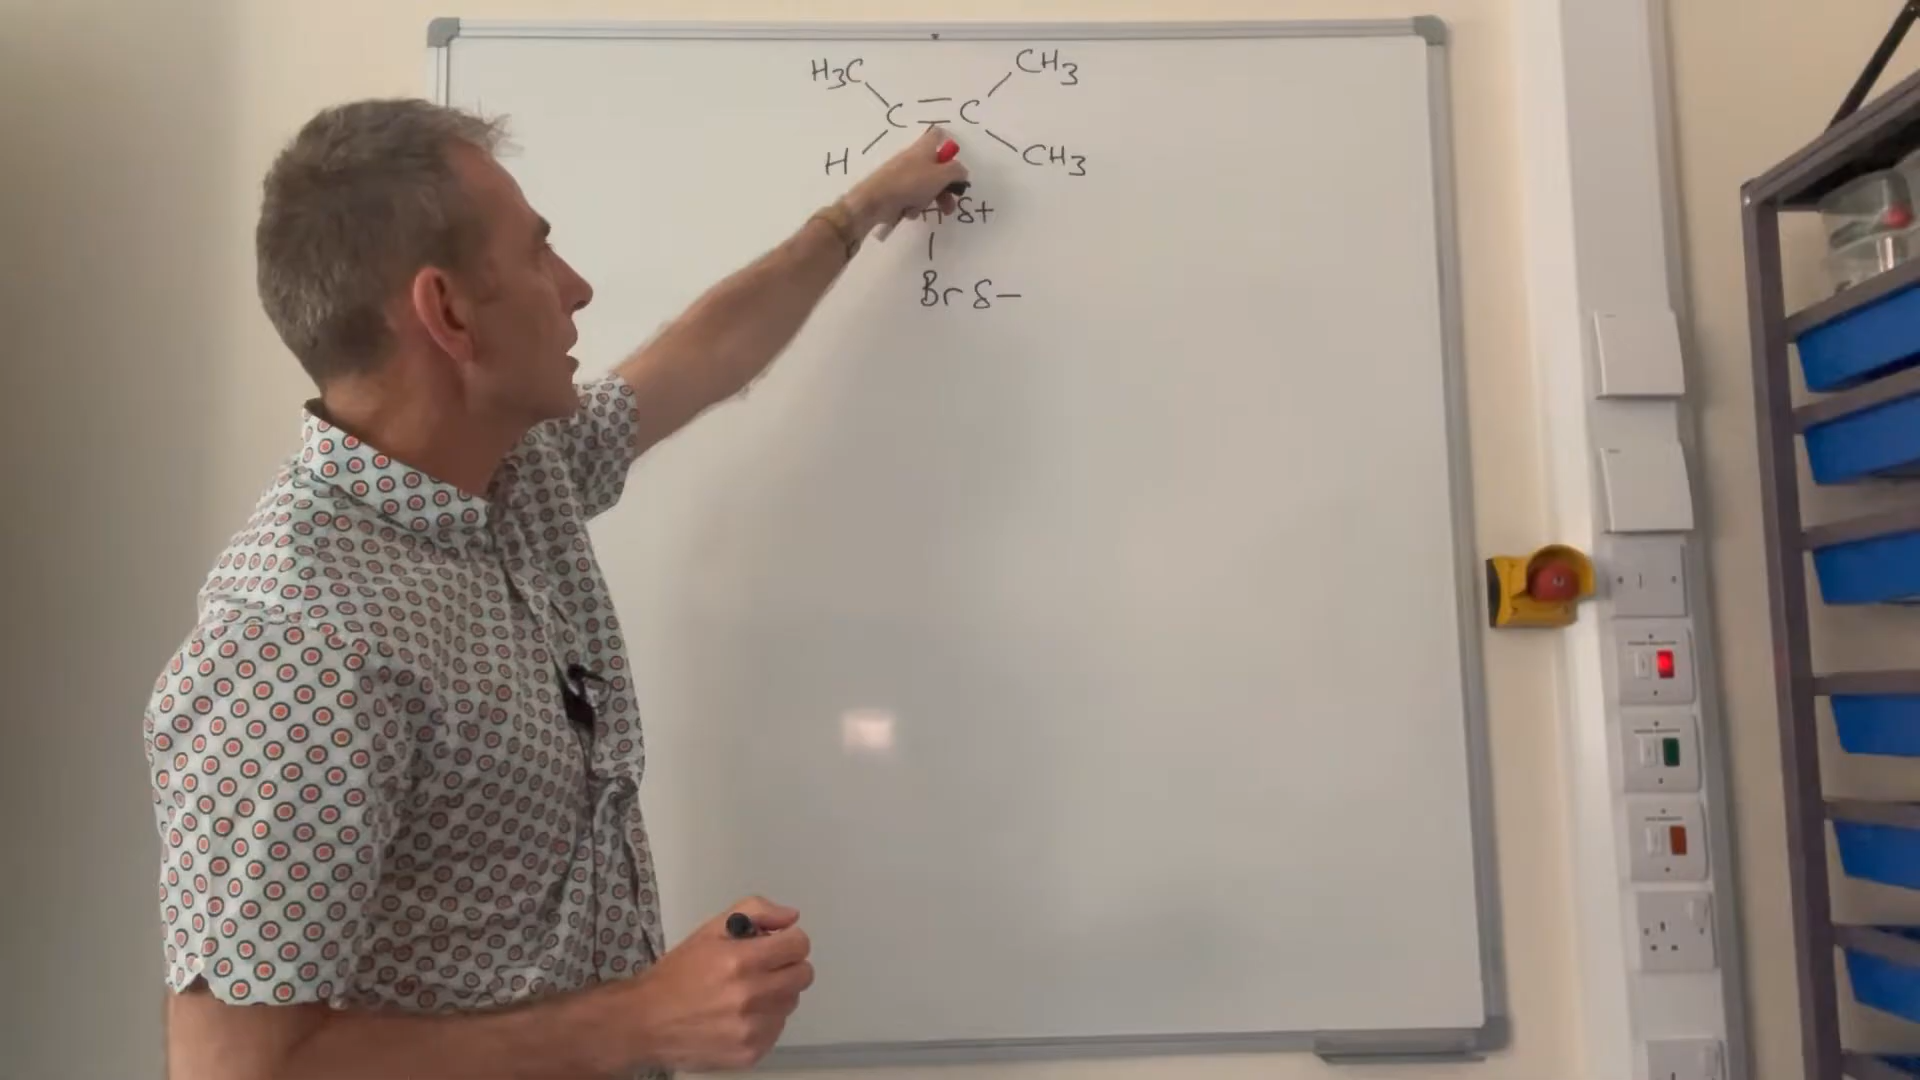 H3C CH3
C=C
H CH3
H δ+
|
Br δ−